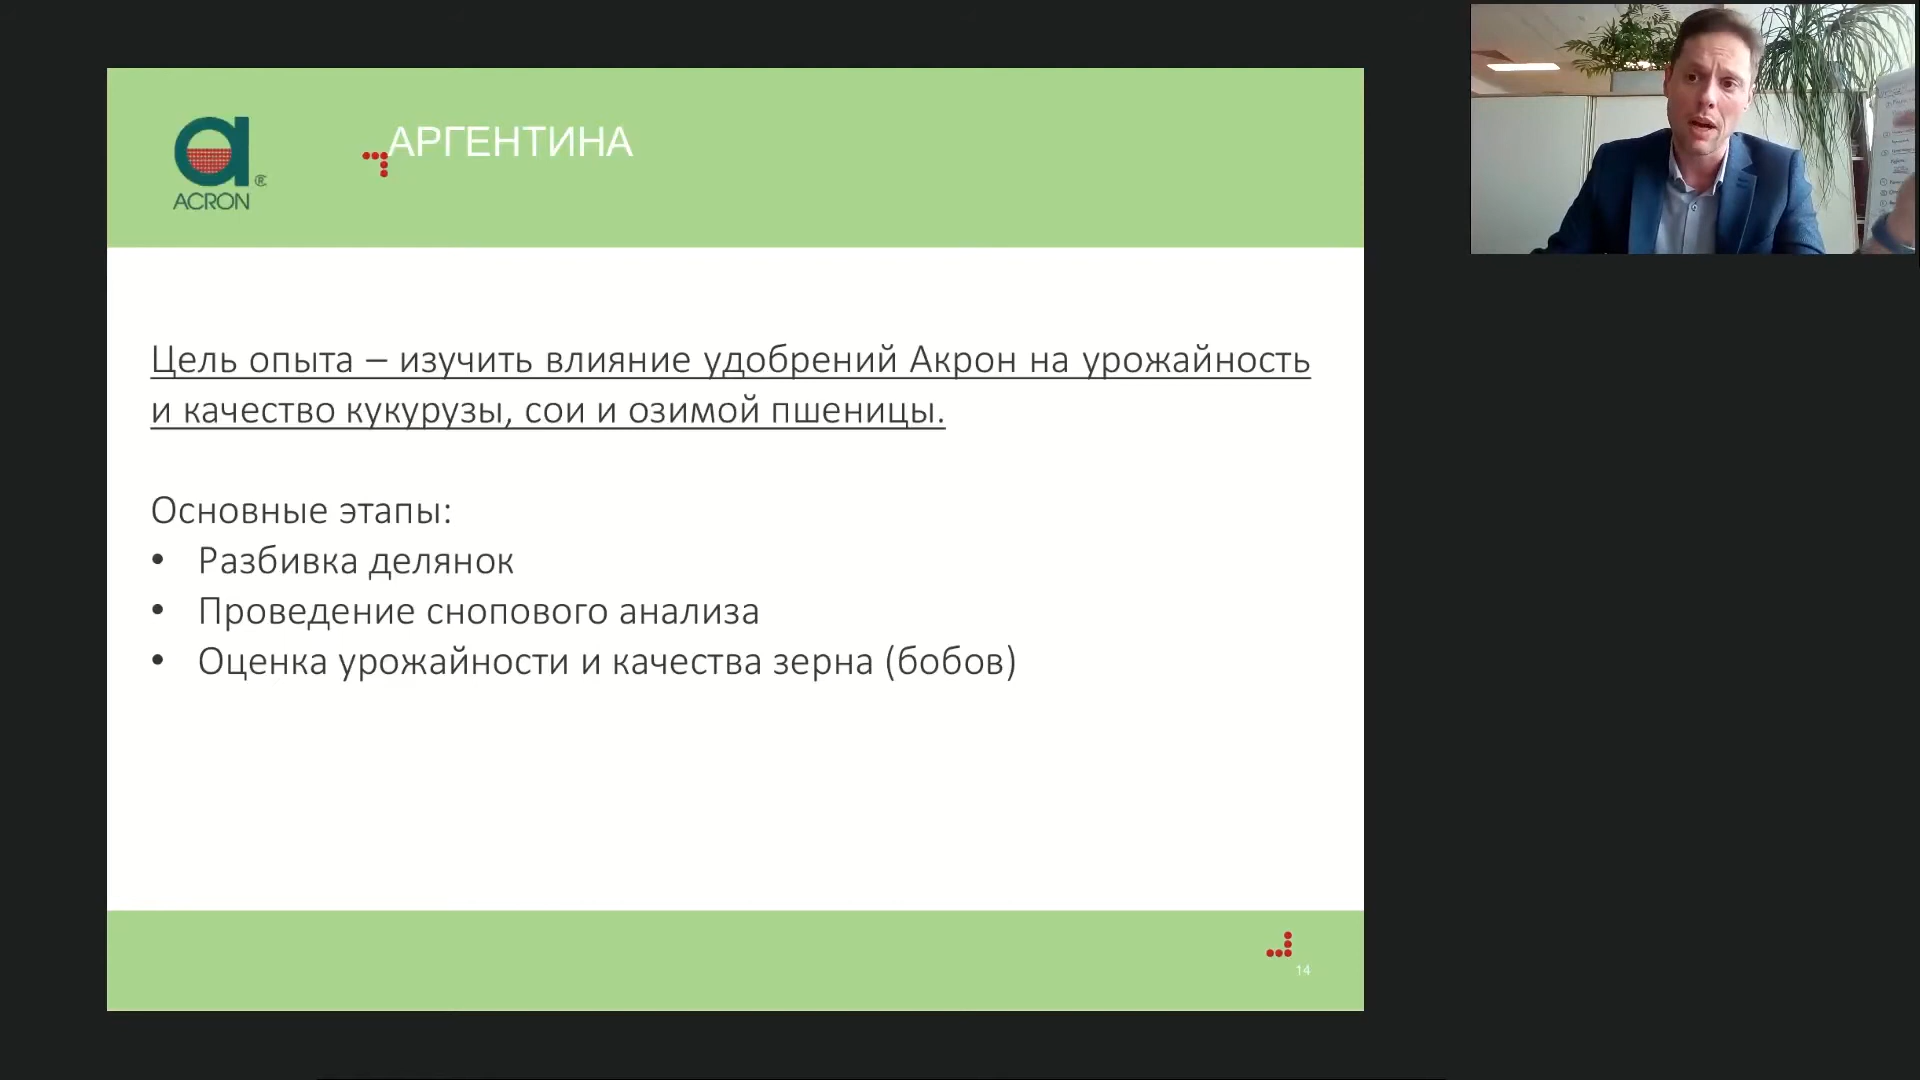 ACRON
АРГЕНТИНА
Цель опыта – изучить влияние удобрений Акрон на урожайность
и качество кукурузы, сои и озимой пшеницы.
Основные этапы:
• Разбивка делянок
• Проведение снопового анализа
• Оценка урожайности и качества зерна (бобов)
14